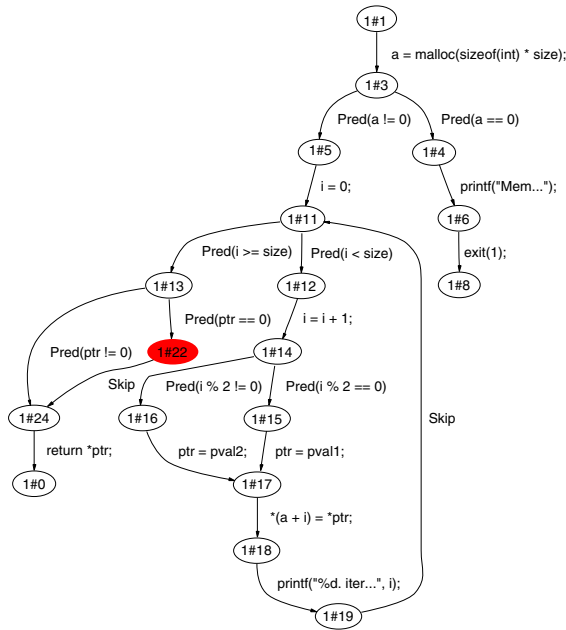 1#1
a = malloc(sizeof(int) * size);
1#3
Pred(a != 0) Pred(a == 0)
1#5 1#4
i = 0; printf("Mem...");
1#11 1#6
Pred(i >= size) Pred(i < size) exit(1);
1#13 1#12 1#8
Pred(ptr == 0) i = i + 1;
Pred(ptr != 0) 1#22 1#14
Skip Pred(i % 2 != 0) Pred(i % 2 == 0)
1#24 1#16 1#15 Skip
return *ptr; ptr = pval2; ptr = pval1;
1#0 1#17
*(a + i) = *ptr;
1#18
printf("%d. iter...", i);
1#19